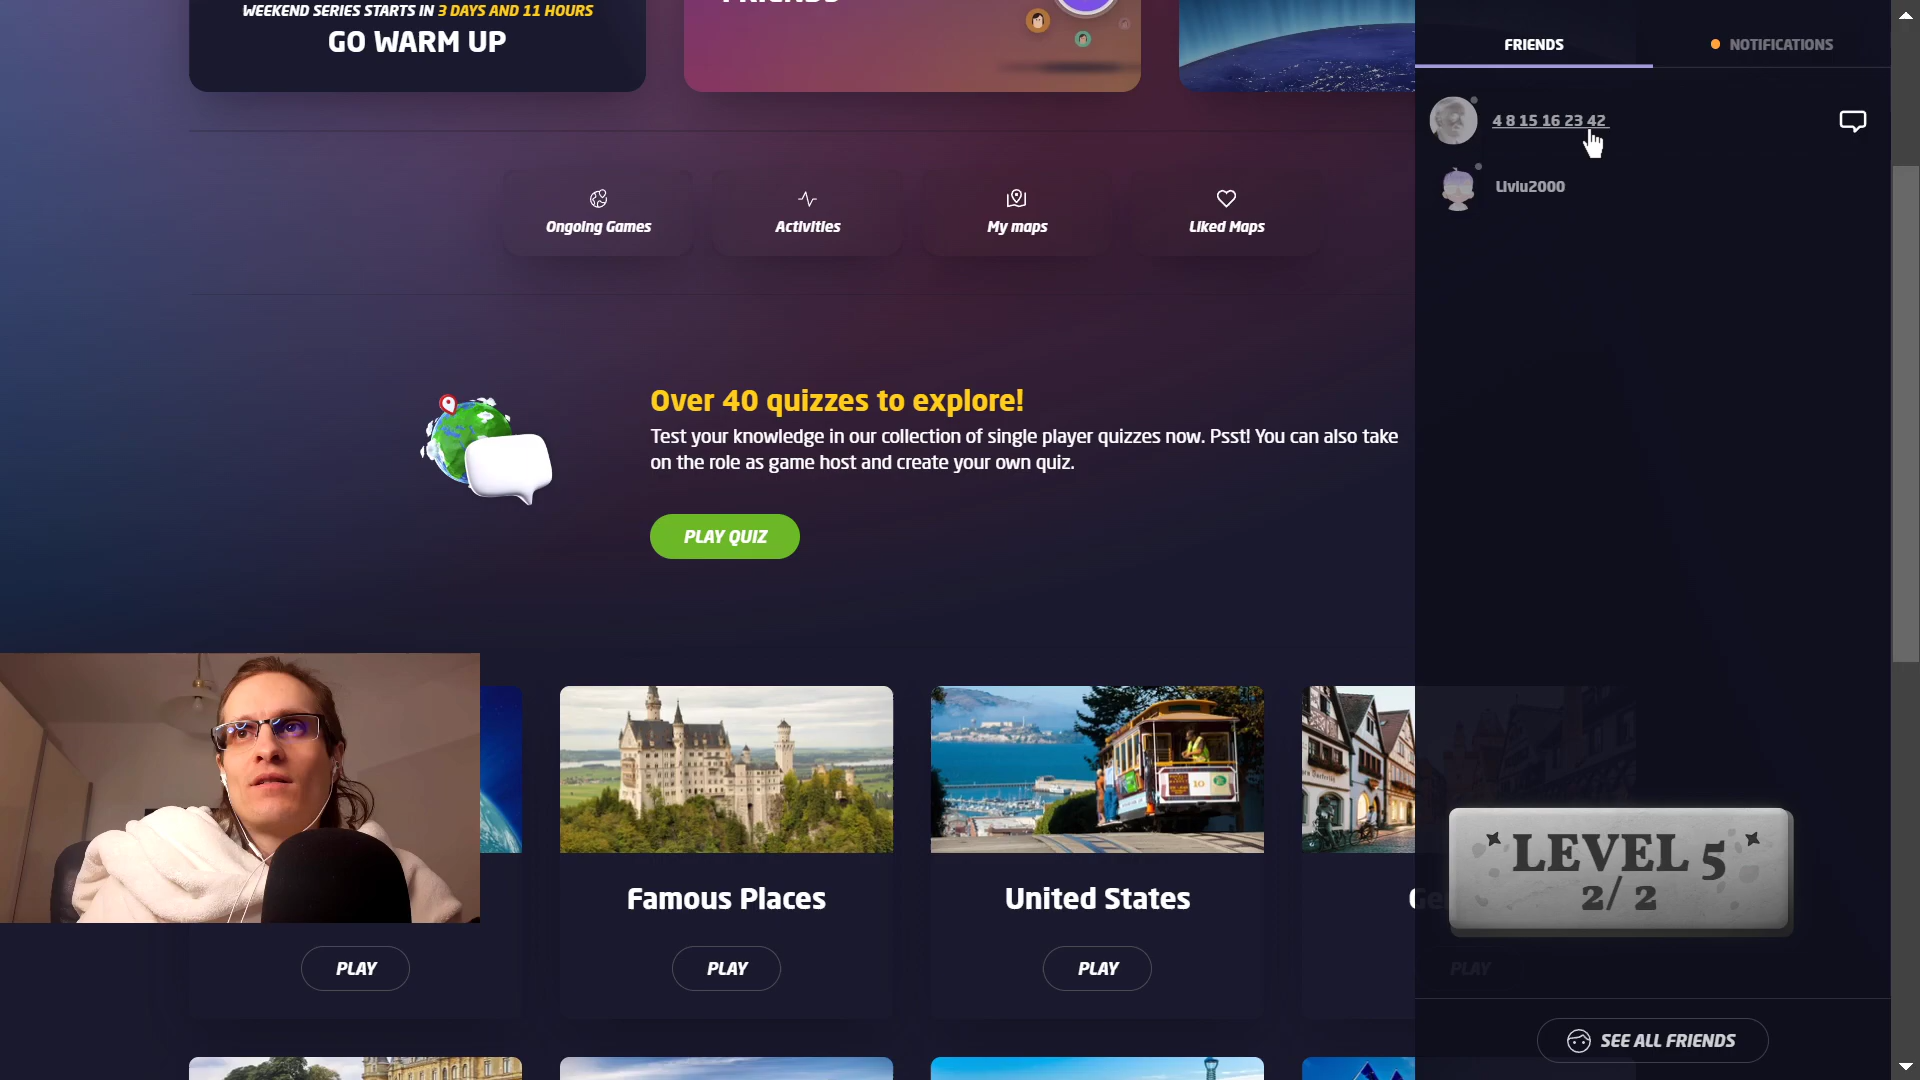 WEEKEND SERIES STARTS IN 3 DAYS AND 11 HOURS
GO WARM UP
FRIENDS
NOTIFICATIONS
4 8 15 16 23 42
Liviu2000
Ongoing Games
Activities
My maps
Liked Maps
Over 40 quizzes to explore!
Test your knowledge in our collection of single player quizzes now. Psst! You can also take
on the role as game host and create your own quiz.
PLAY QUIZ
Famous Places
United States
LEVEL 5
2/ 2
PLAY
PLAY
PLAY
PLAY
SEE ALL FRIENDS